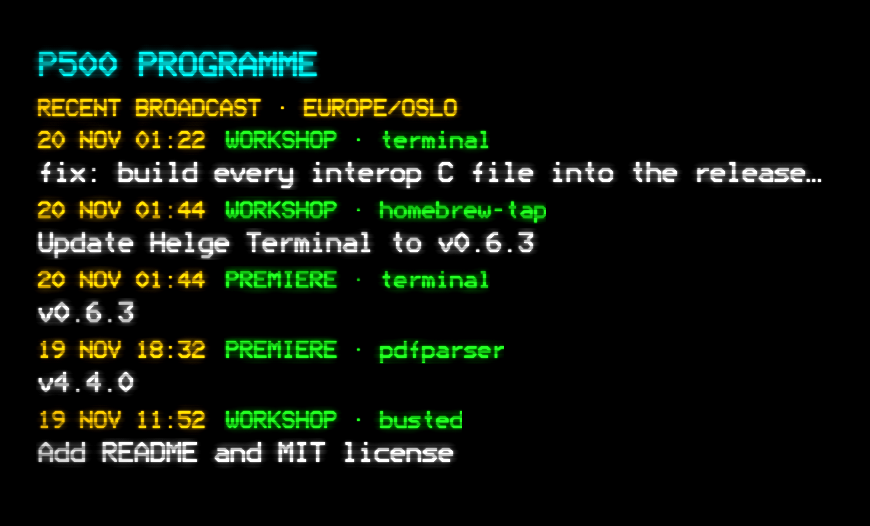 P500 PROGRAMME
RECENT BROADCAST · EUROPE/OSLO
20 NOV 01:22 WORKSHOP · terminal
fix: build every interop C file into the release…
20 NOV 01:44 WORKSHOP · homebrew-tap
Update Helge Terminal to v0.6.3
20 NOV 01:44 PREMIERE · terminal
v0.6.3
19 NOV 18:32 PREMIERE · pdfparser
v4.4.0
19 NOV 11:52 WORKSHOP · busted
Add README and MIT license